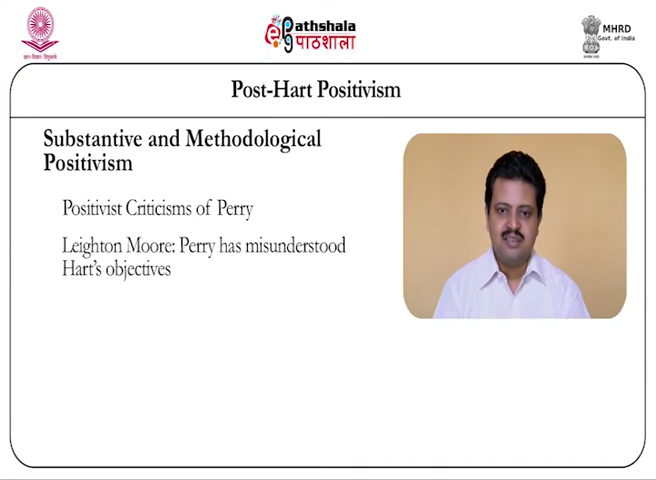 ePathshala
पाठशाला
MHRD
Govt. of India
Post-Hart Positivism
Substantive and Methodological
Positivism
Positivist Criticisms of Perry
Leighton Moore: Perry has misunderstood
Hart's objectives